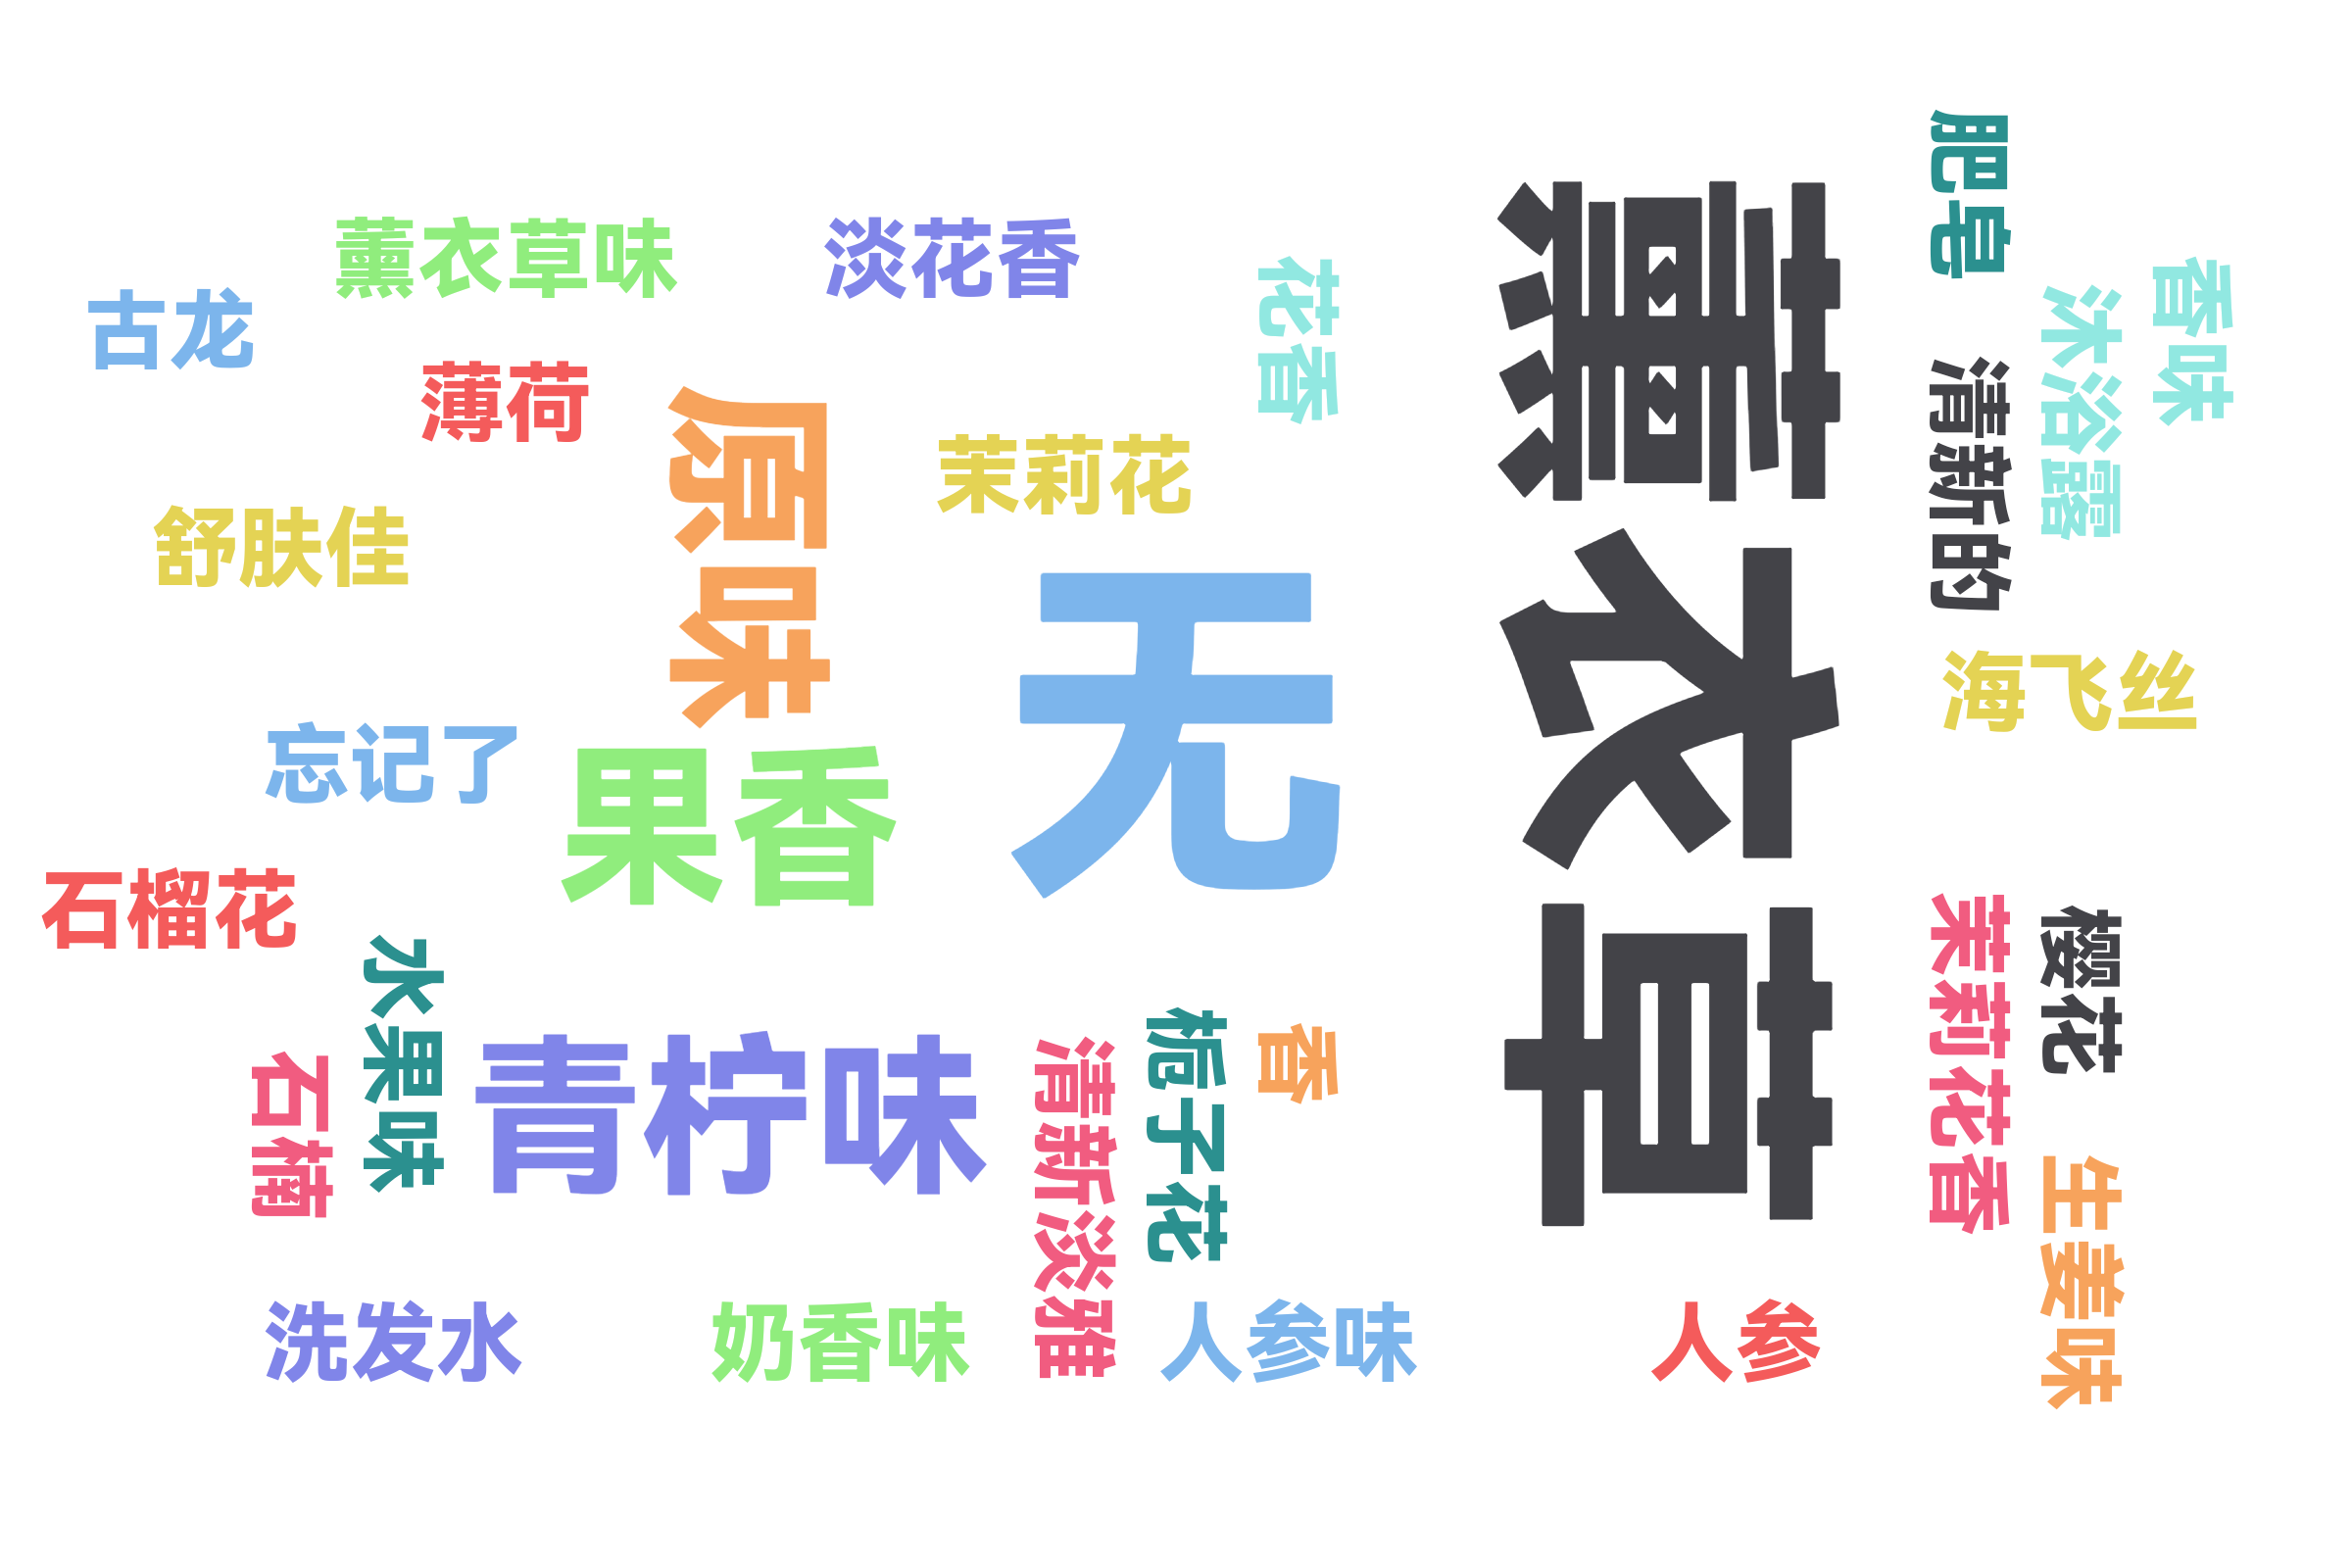 肥皂
薰衣草
薰衣草味
淡花香
花香
沐浴露
香味
古龙
清新的
薄荷
原味
茉莉花
舒肤佳
无
海飞丝
忘记了
果香
石榴花
茉莉花香
樱花
水果味
栀子花
香
青柠味
清新淡雅
石楠
生姜味
洗发水
奶香味
人参味
人参